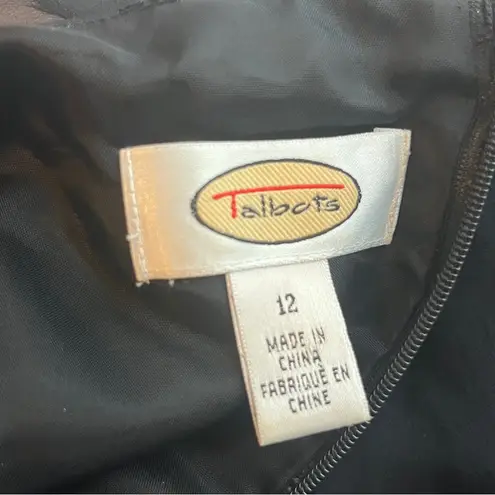 Talbots
12
MADE IN
CHINA
FABRIQUÉ EN
CHINE